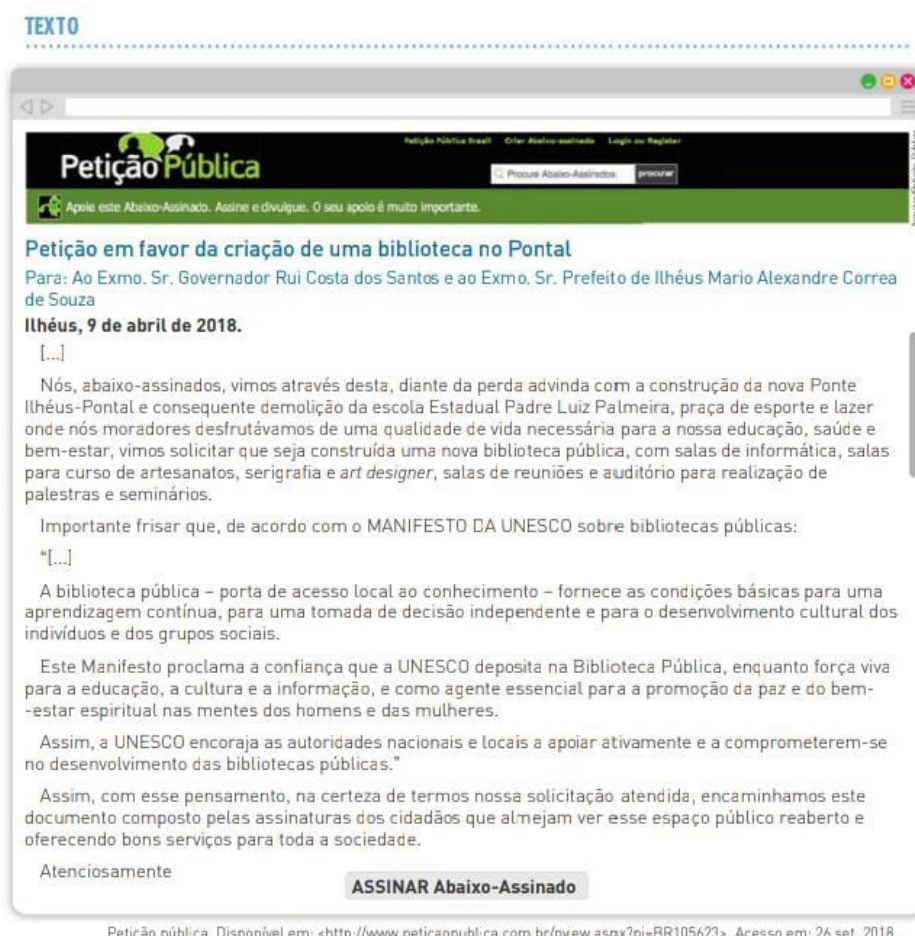 TEXTO
Petição Pública Brasil Criar Abaixo-assinado Login ou Register
Petição Pública
Procure Abaixo-Assinados procurar
Apoie este Abaixo-Assinado. Assine e divulgue. O seu apoio é muito importante.
Petição em favor da criação de uma biblioteca no Pontal
Para: Ao Exmo. Sr. Governador Rui Costa dos Santos e ao Exmo. Sr. Prefeito de Ilhéus Mario Alexandre Correa
de Souza
Ilhéus, 9 de abril de 2018.
[...]
Nós, abaixo-assinados, vimos através desta, diante da perda advinda com a construção da nova Ponte
Ilhéus-Pontal e consequente demolição da escola Estadual Padre Luiz Palmeira, praça de esporte e lazer
onde nós moradores desfrutávamos de uma qualidade de vida necessária para a nossa educação, saúde e
bem-estar, vimos solicitar que seja construída uma nova biblioteca pública, com salas de informática, salas
para curso de artesanatos, serigrafia e art designer, salas de reuniões e auditório para realização de
palestras e seminários.
Importante frisar que, de acordo com o MANIFESTO DA UNESCO sobre bibliotecas públicas:
"[...]
A biblioteca pública – porta de acesso local ao conhecimento – fornece as condições básicas para uma
aprendizagem contínua, para uma tomada de decisão independente e para o desenvolvimento cultural dos
indivíduos e dos grupos sociais.
Este Manifesto proclama a confiança que a UNESCO deposita na Biblioteca Pública, enquanto força viva
para a educação, a cultura e a informação, e como agente essencial para a promoção da paz e do bem-
-estar espiritual nas mentes dos homens e das mulheres.
Assim, a UNESCO encoraja as autoridades nacionais e locais a apoiar ativamente e a comprometerem-se
no desenvolvimento das bibliotecas públicas."
Assim, com esse pensamento, na certeza de termos nossa solicitação atendida, encaminhamos este
documento composto pelas assinaturas dos cidadãos que almejam ver esse espaço público reaberto e
oferecendo bons serviços para toda a sociedade.
Atenciosamente
ASSINAR Abaixo-Assinado
Petição pública. Disponível em: <http://www.peticaopublica.com.br/pview.aspx?pi=BR105623>. Acesso em: 26 set. 2018.